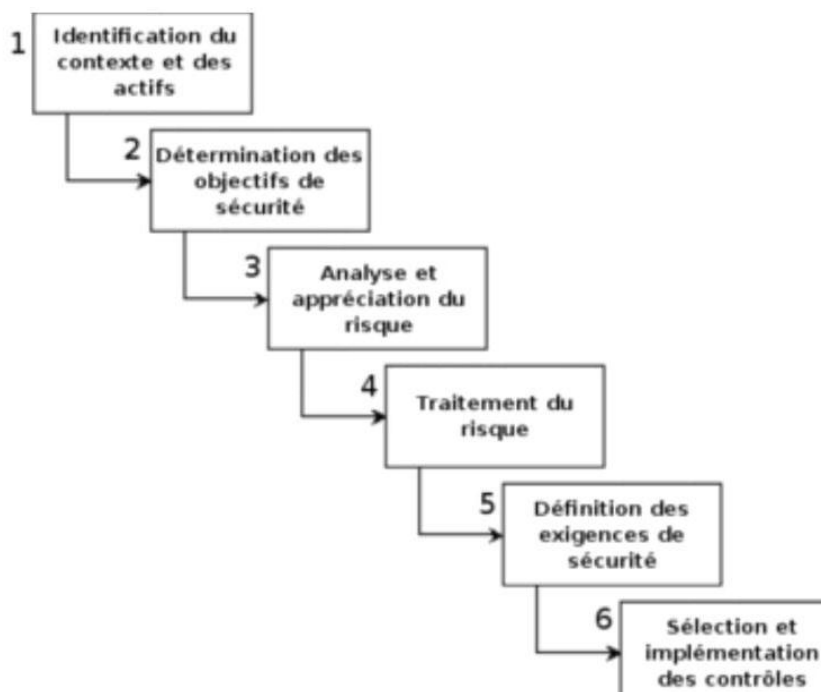 1
Identification du
contexte et des
actifs
2
Détermination des
objectifs de
sécurité
3
Analyse et
appréciation du
risque
4
Traitement du
risque
5
Définition des
exigences de
sécurité
6
Sélection et
implémentation
des contrôles